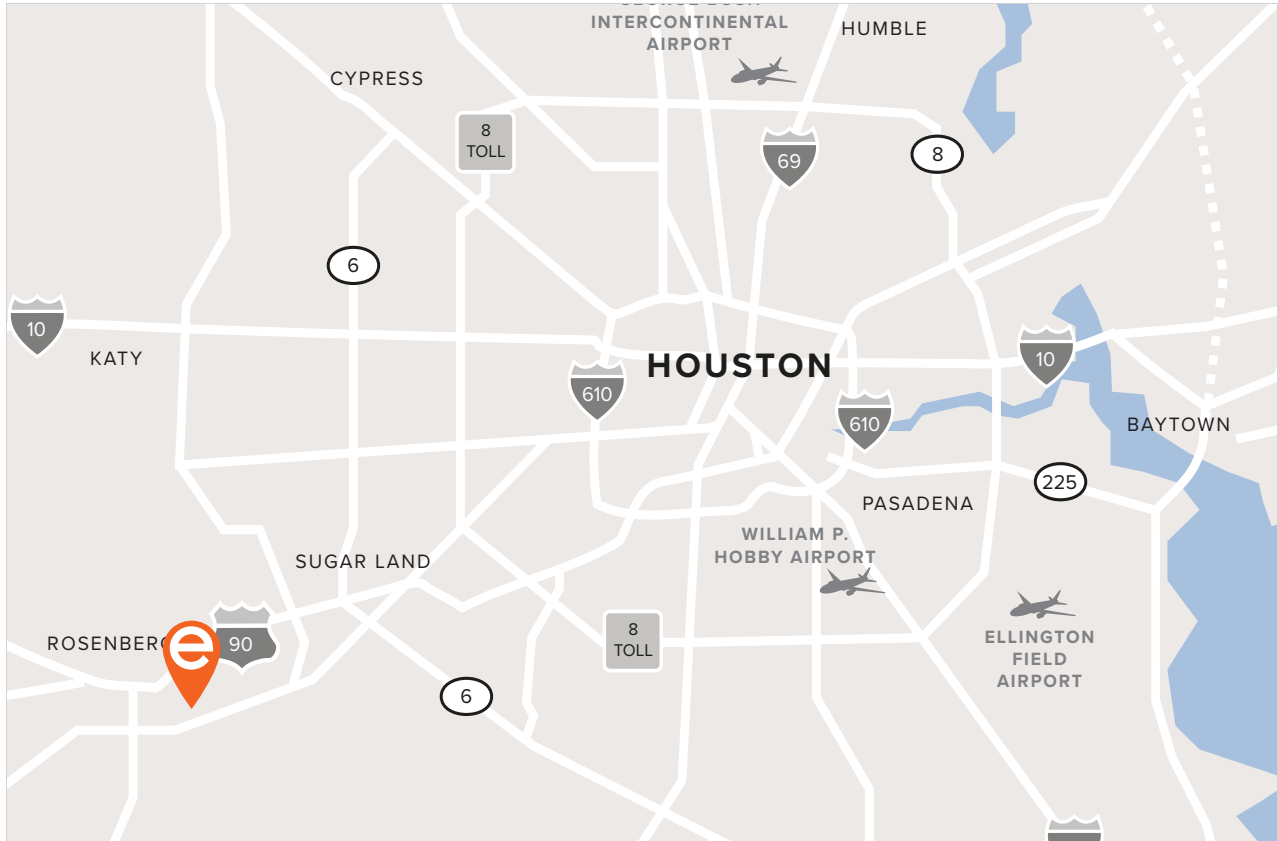 INTERCONTINENTAL
AIRPORT
HUMBLE
CYPRESS
8
TOLL
69
8
6
10
KATY
HOUSTON
10
610
610
BAYTOWN
225
PASADENA
WILLIAM P.
HOBBY AIRPORT
SUGAR LAND
ROSENBERG
e
90
8
TOLL
ELLINGTON
FIELD
AIRPORT
6